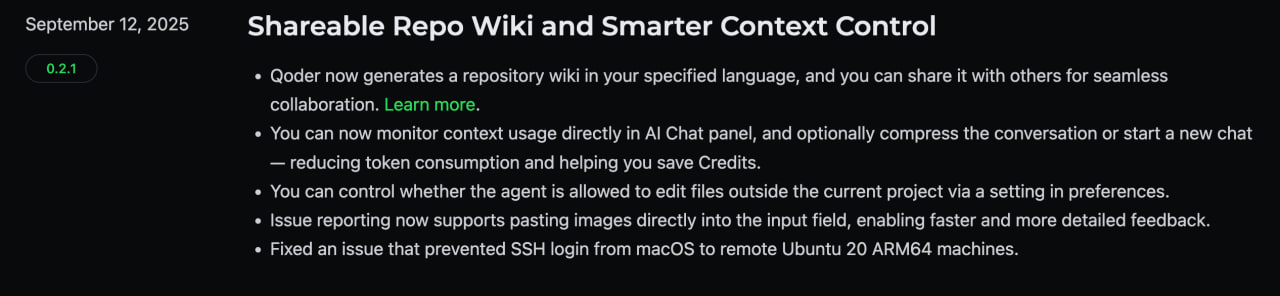 September 12, 2025
0.2.1
Shareable Repo Wiki and Smarter Context Control
• Qoder now generates a repository wiki in your specified language, and you can share it with others for seamless
collaboration. Learn more.
• You can now monitor context usage directly in AI Chat panel, and optionally compress the conversation or start a new chat
— reducing token consumption and helping you save Credits.
• You can control whether the agent is allowed to edit files outside the current project via a setting in preferences.
• Issue reporting now supports pasting images directly into the input field, enabling faster and more detailed feedback.
• Fixed an issue that prevented SSH login from macOS to remote Ubuntu 20 ARM64 machines.